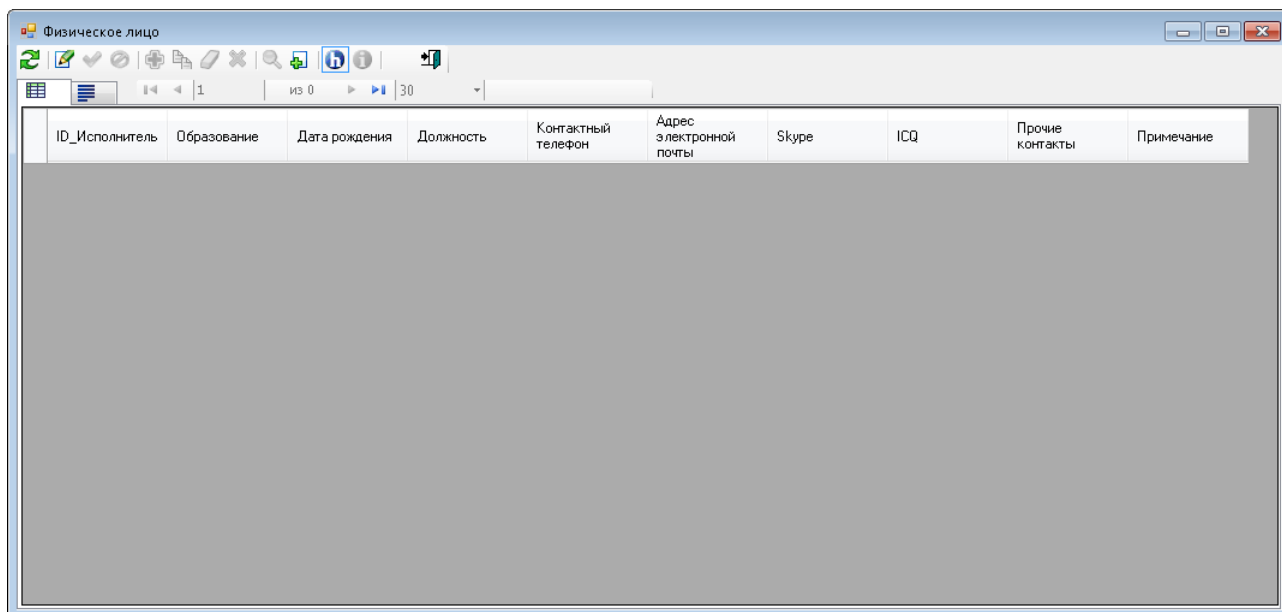 Физическое лицо
h i
1 из 0 30
ID_Исполнитель Образование Дата рождения Должность Контактный телефон Адрес электронной почты Skype ICQ Прочие контакты Примечание